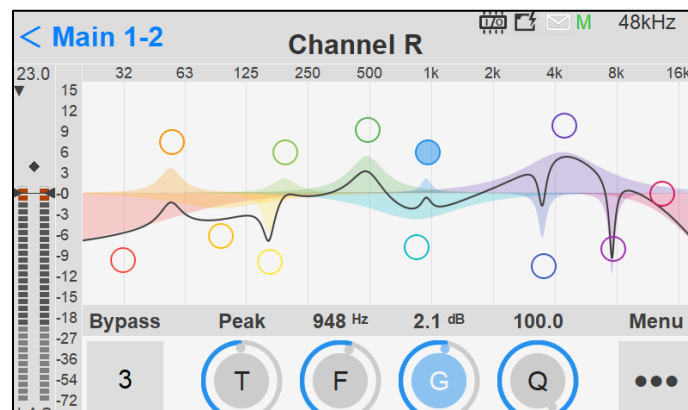 I/O M 48kHz
< Main 1-2
Channel R
23.0 32 63 125 250 500 1k 2k 4k 8k 16k
15
12
9
6
3
0
-3
-6
-9
-12
-15
-18
-27
-36
-54
-72
Bypass Peak 948 Hz 2.1 dB 100.0 Menu
3 T F G Q •••